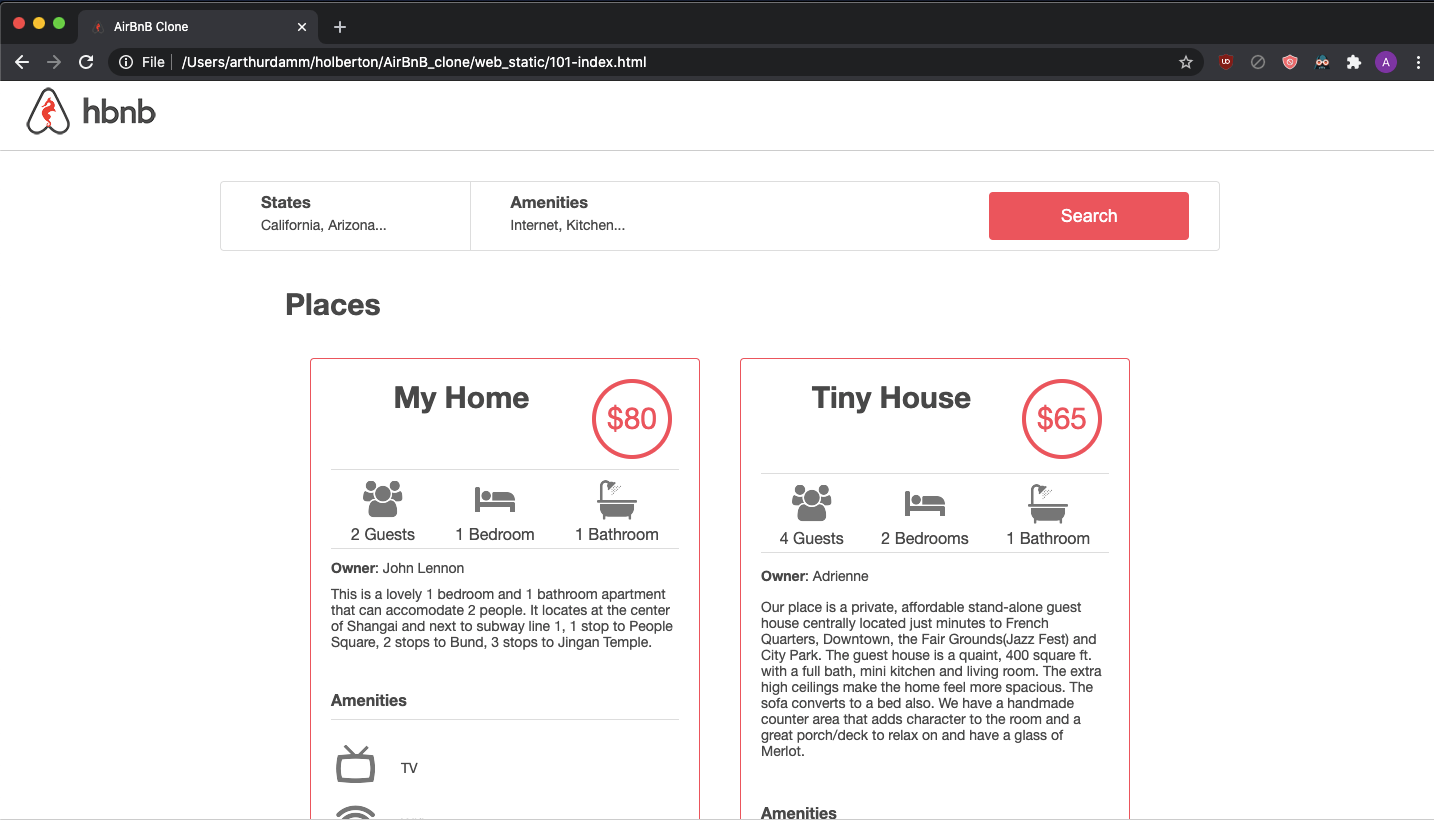 AirBnB Clone
File
/Users/arthurdamm/holberton/AirBnB_clone/web_static/101-index.html
UD
A
hbnb
States
California, Arizona...
Amenities
Internet, Kitchen...
Search
Places
My Home
$80
2 Guests
1 Bedroom
1 Bathroom
Owner: John Lennon
This is a lovely 1 bedroom and 1 bathroom apartment
that can accomodate 2 people. It locates at the center
of Shangai and next to subway line 1, 1 stop to People
Square, 2 stops to Bund, 3 stops to Jingan Temple.
Amenities
TV
Tiny House
$65
4 Guests
2 Bedrooms
1 Bathroom
Owner: Adrienne
Our place is a private, affordable stand-alone guest
house centrally located just minutes to French
Quarters, Downtown, the Fair Grounds(Jazz Fest) and
City Park. The guest house is a quaint, 400 square ft.
with a full bath, mini kitchen and living room. The extra
high ceilings make the home feel more spacious. The
sofa converts to a bed also. We have a handmade
counter area that adds character to the room and a
great porch/deck to relax on and have a glass of
Merlot.
Amenities